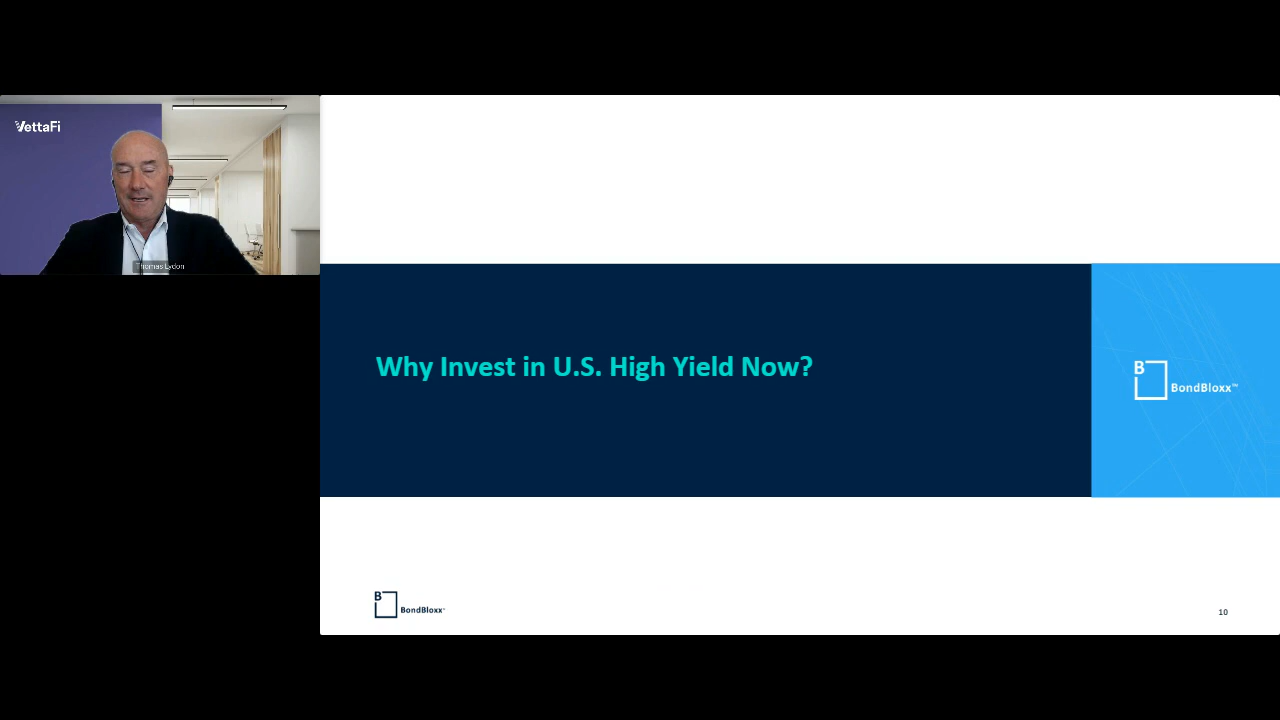 VettaFi
Thomas Lydon
Why Invest in U.S. High Yield Now?
B
BondBloxx™
B
BondBloxx™
10